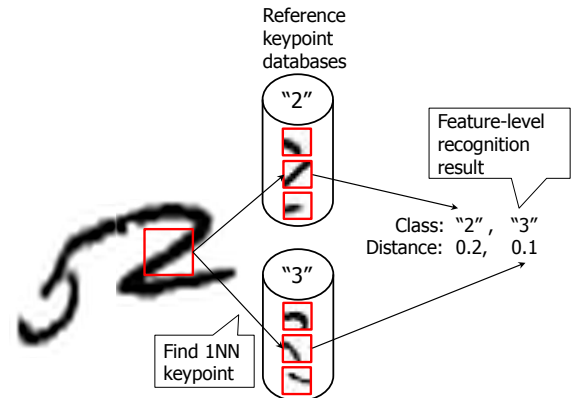 Reference
keypoint
databases
“2”
Feature-level
recognition
result
Class: “2” , “3”
Distance: 0.2, 0.1
“3”
Find 1NN
keypoint